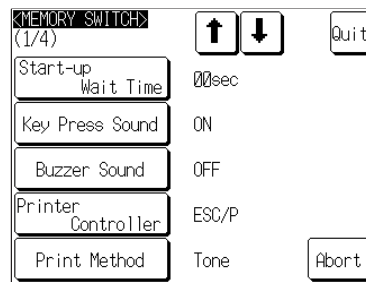 <MEMORY SWITCH>
(1/4)
Quit
Start-up
Wait Time
00sec
Key Press Sound
ON
Buzzer Sound
OFF
Printer
Controller
ESC/P
Print Method
Tone
Abort